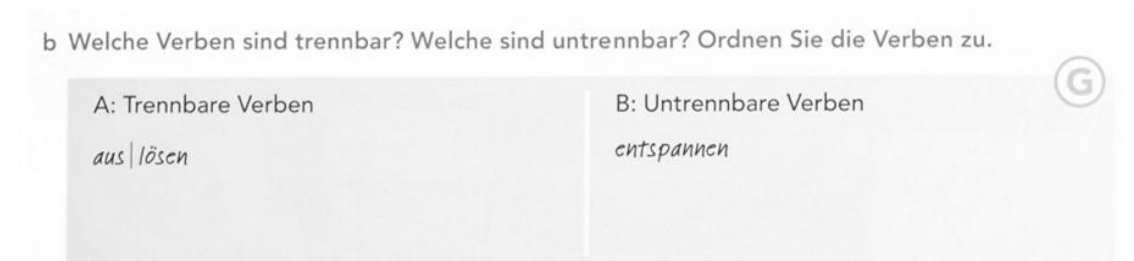 b Welche Verben sind trennbar? Welche sind untrennbar? Ordnen Sie die Verben zu.
G
A: Trennbare Verben
B: Untrennbare Verben
aus|lösen
entspannen